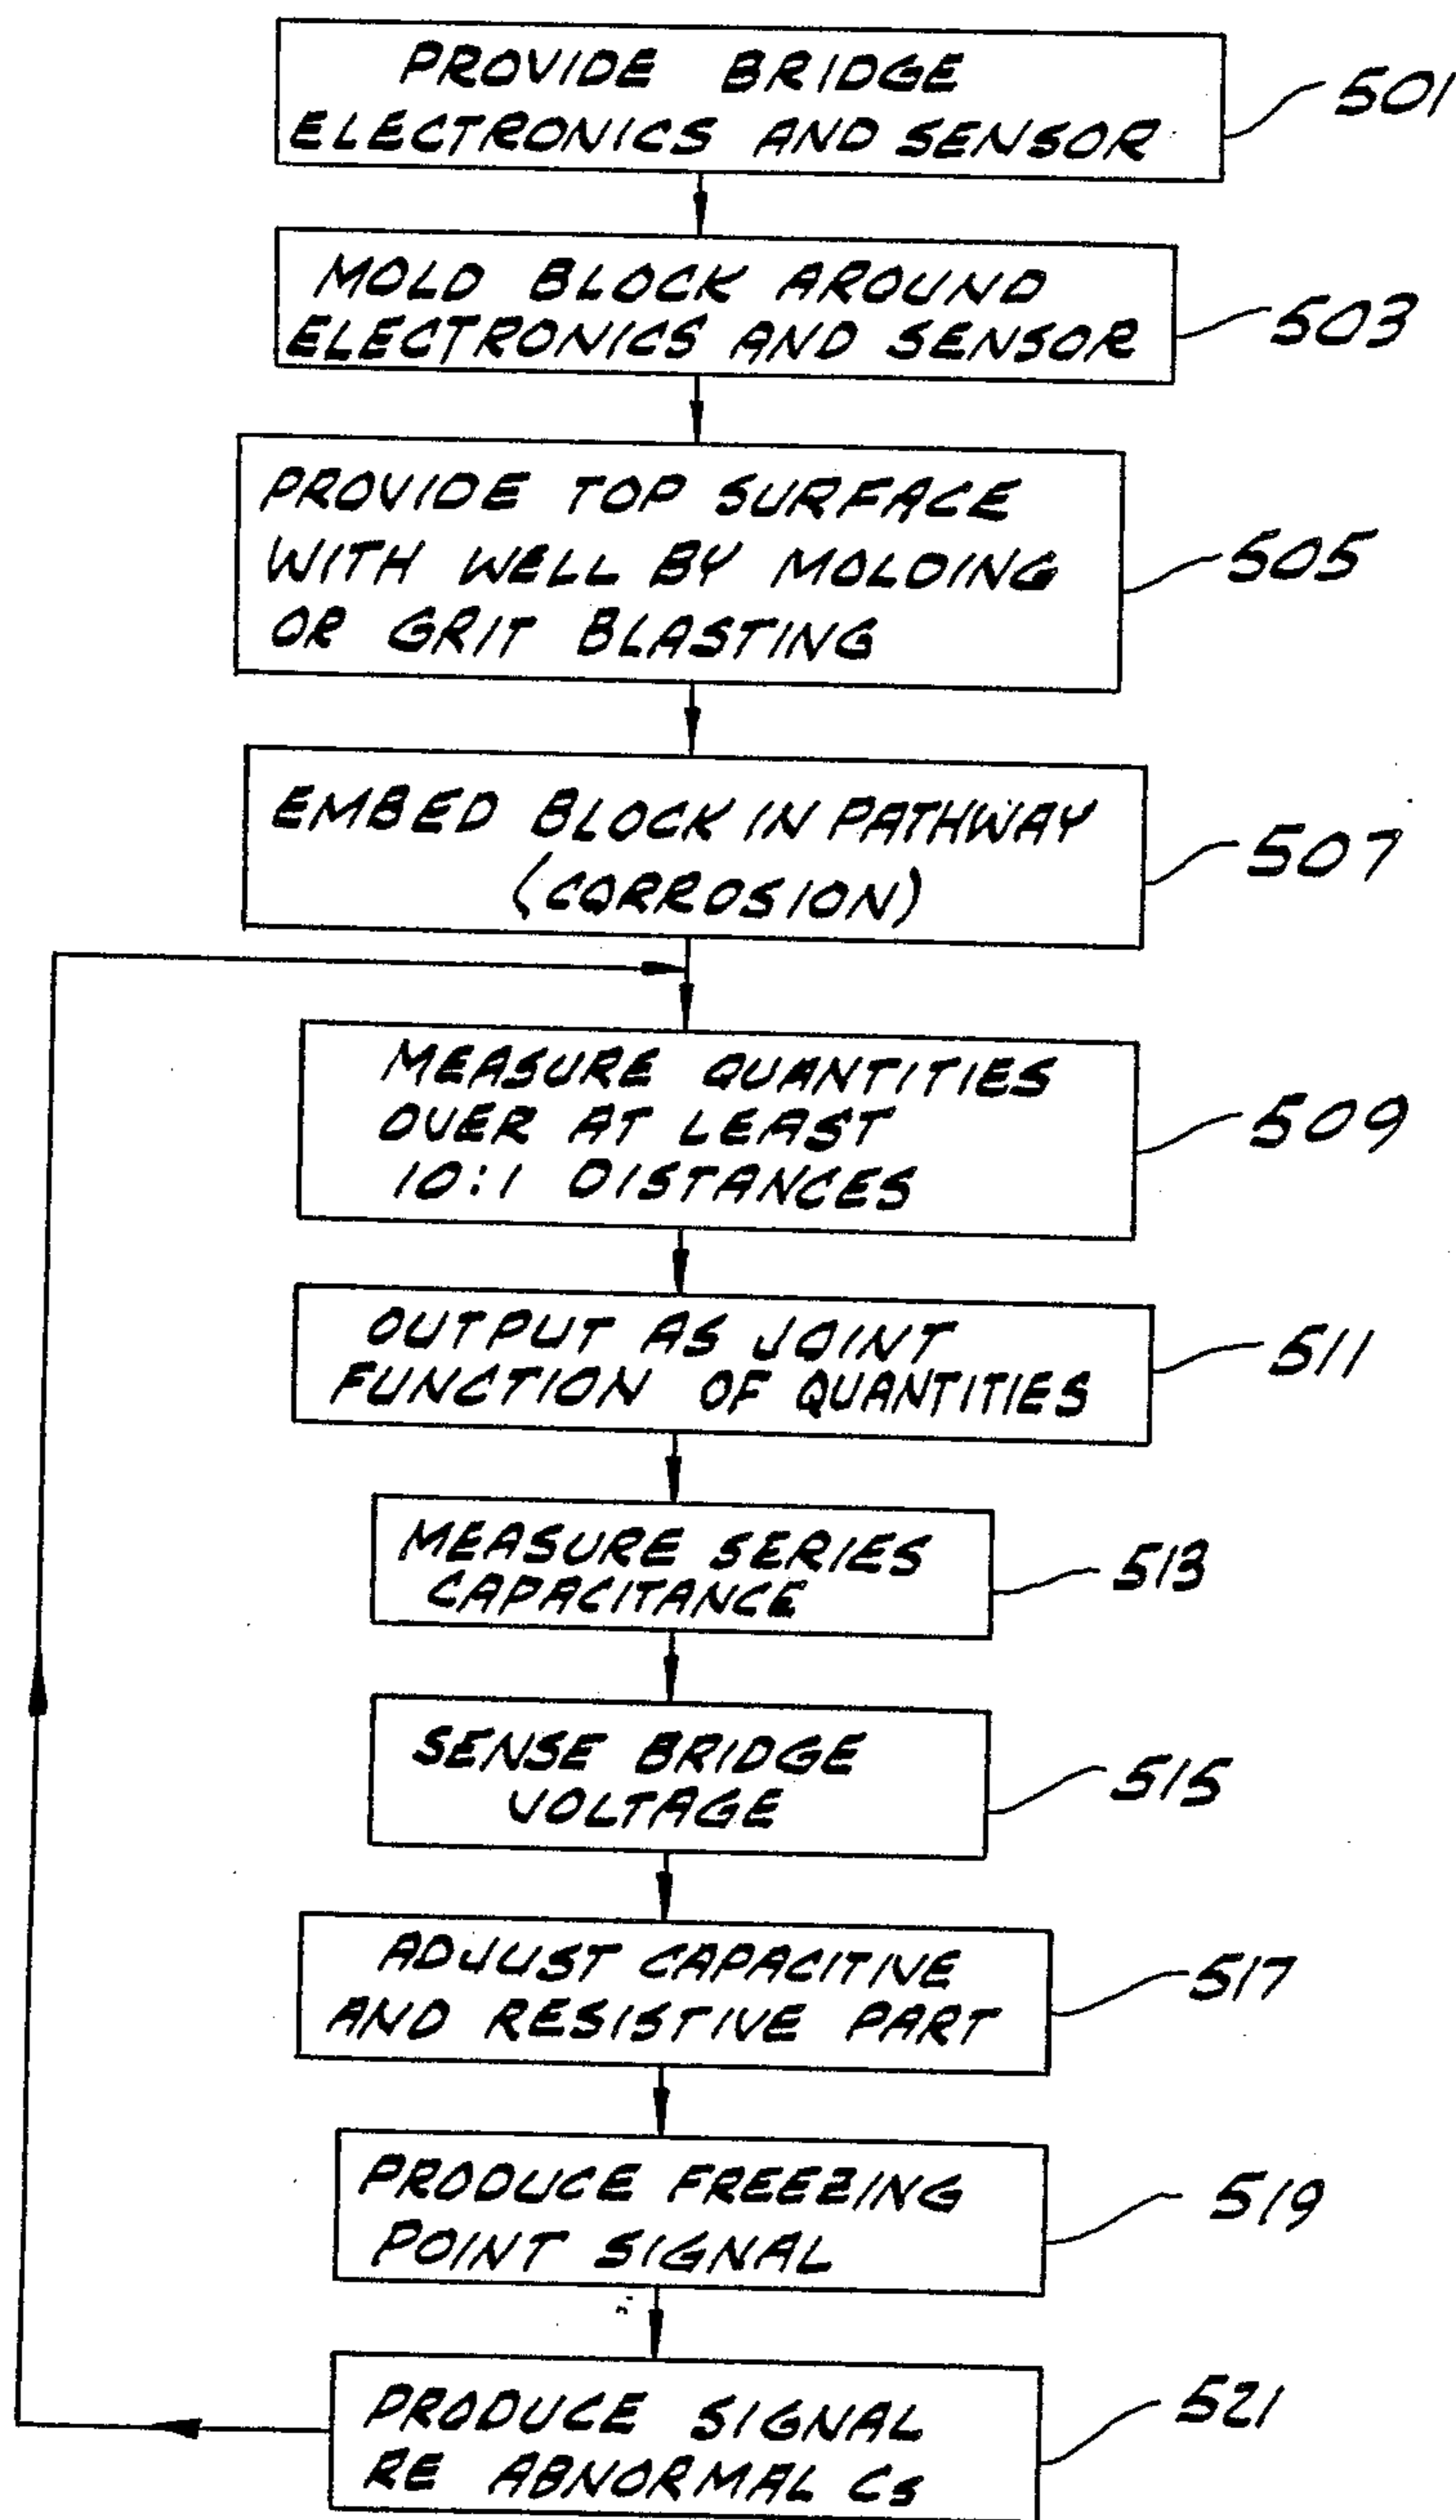 PROVIDE BRIDGE
ELECTRONICS AND SENSOR
501
MOLD BLOCK AROUND
ELECTRONICS AND SENSOR
503
PROVIDE TOP SURFACE
WITH WELL BY MOLDING
OR GRIT BLASTING
505
EMBED BLOCK IN PATHWAY
(CORROSION)
507
MEASURE QUANTITIES
OVER AT LEAST
10:1 DISTANCES
509
OUTPUT AS JOINT
FUNCTION OF QUANTITIES
511
MEASURE SERIES
CAPACITANCE
513
SENSE BRIDGE
VOLTAGE
515
ADJUST CAPACITIVE
AND RESISTIVE PART
517
PRODUCE FREEZING
POINT SIGNAL
519
PRODUCE SIGNAL
RE ABNORMAL Cs
521